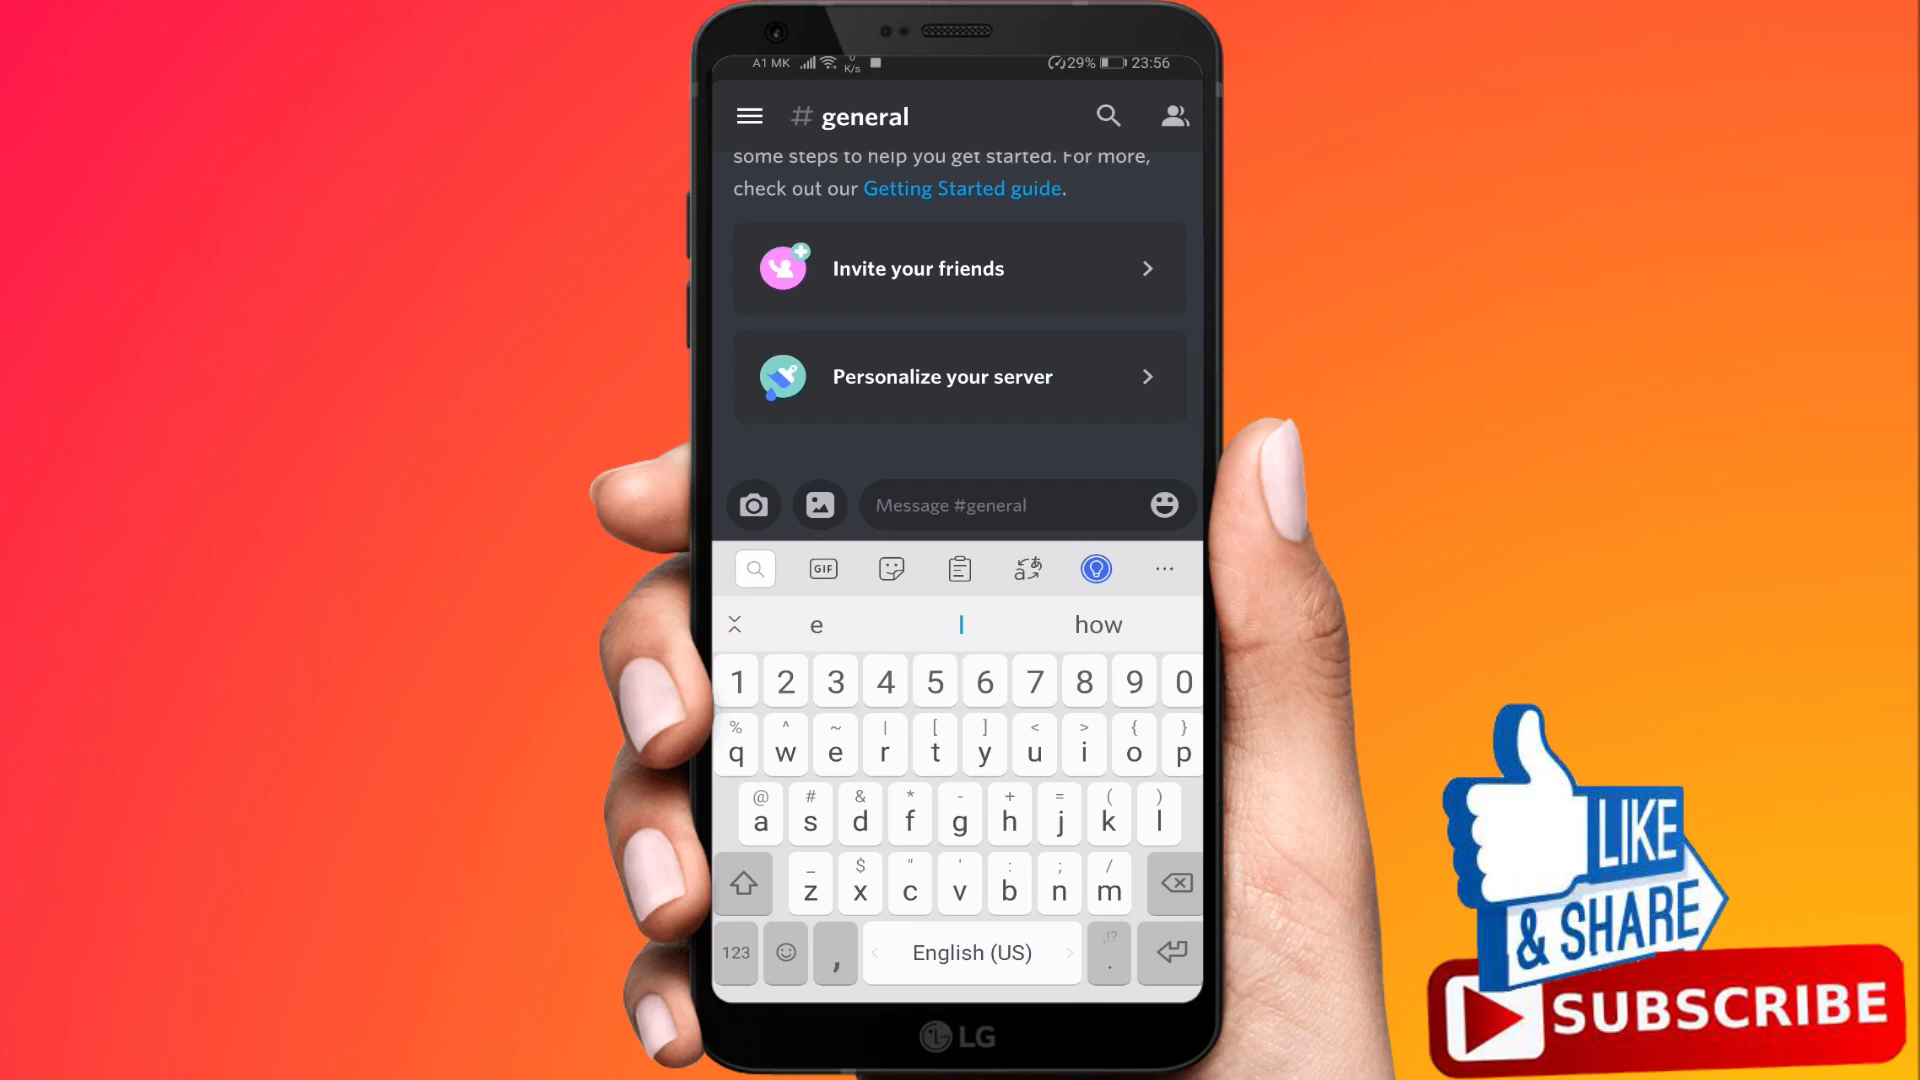 A1 MK
0
K/s
29%
23:56
# general
some steps to help you get started. For more,
check out our Getting Started guide.
Invite your friends
Personalize your server
Message #general
GIF
e
how
1 2 3 4 5 6 7 8 9 0
% ^ ~ | [ ] < > { }
q w e r t y u i o p
@ # & * - + = ( )
a s d f g h j k l
_ $ " ' : ; /
z x c v b n m
,!?
123 , English (US) .
LG
LIKE
& SHARE
SUBSCRIBE